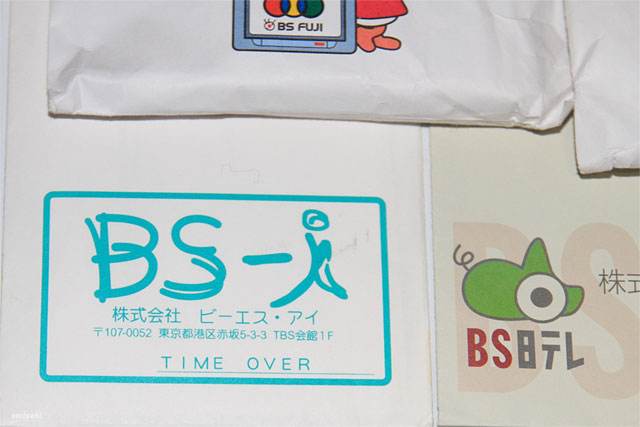 BS FUJI
BS-i
株式会社 ビーエス・アイ
〒107-0052 東京都港区赤坂5-3-3 TBS会館1F
TIME OVER
BS
株式
BS日テレ